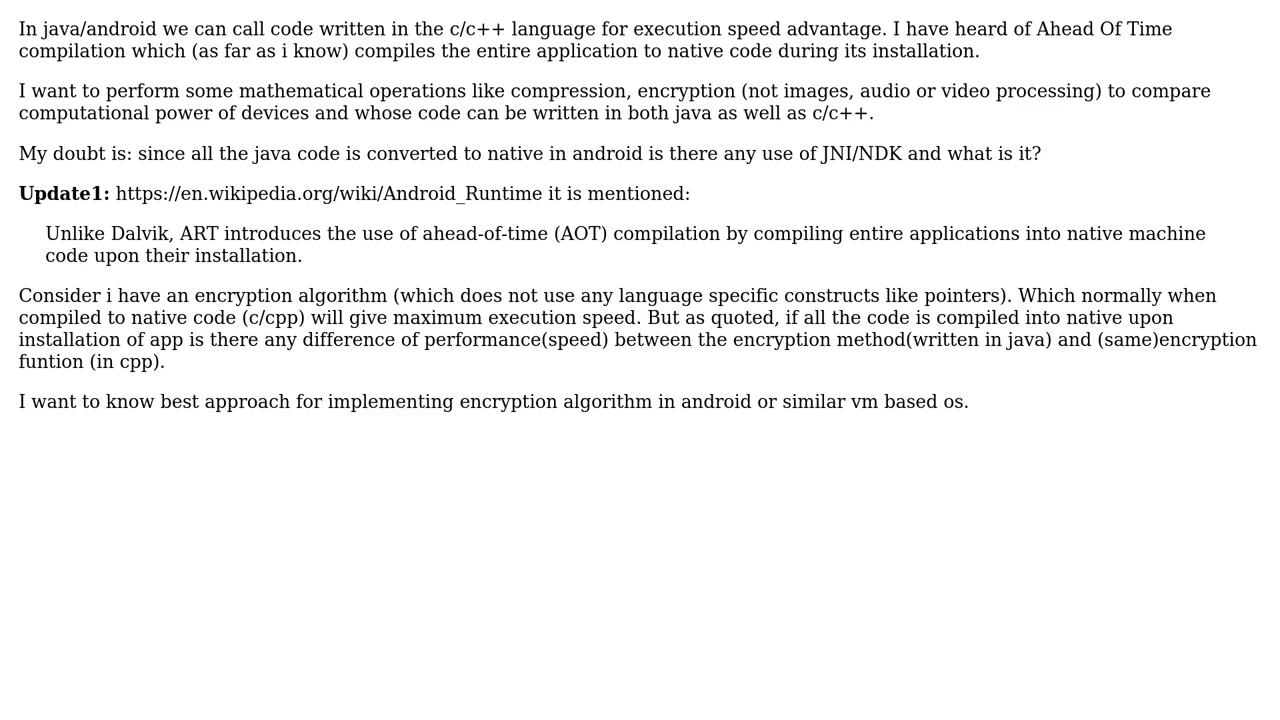 In java/android we can call code written in the c/c++ language for execution speed advantage. I have heard of Ahead Of Time
compilation which (as far as i know) compiles the entire application to native code during its installation.
I want to perform some mathematical operations like compression, encryption (not images, audio or video processing) to compare
computational power of devices and whose code can be written in both java as well as c/c++.
My doubt is: since all the java code is converted to native in android is there any use of JNI/NDK and what is it?
Update1: https://en.wikipedia.org/wiki/Android_Runtime it is mentioned:
Unlike Dalvik, ART introduces the use of ahead-of-time (AOT) compilation by compiling entire applications into native machine
code upon their installation.
Consider i have an encryption algorithm (which does not use any language specific constructs like pointers). Which normally when
compiled to native code (c/cpp) will give maximum execution speed. But as quoted, if all the code is compiled into native upon
installation of app is there any difference of performance(speed) between the encryption method(written in java) and (same)encryption
funtion (in cpp).
I want to know best approach for implementing encryption algorithm in android or similar vm based os.